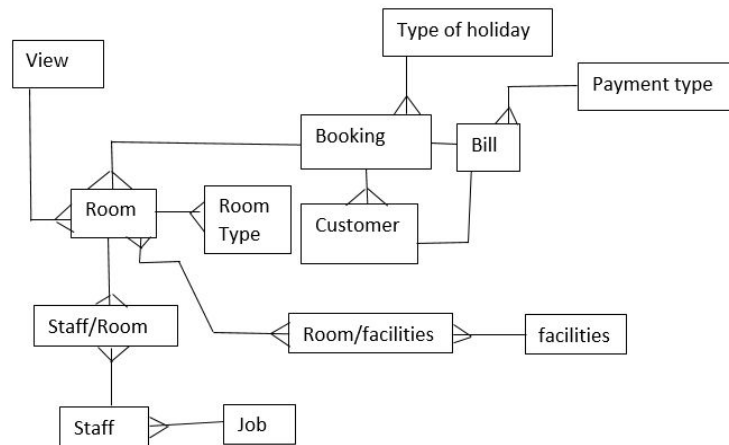 Type of holiday
View
Payment type
Booking
Bill
Room
Room
Type
Customer
Staff/Room
Room/facilities
facilities
Staff
Job